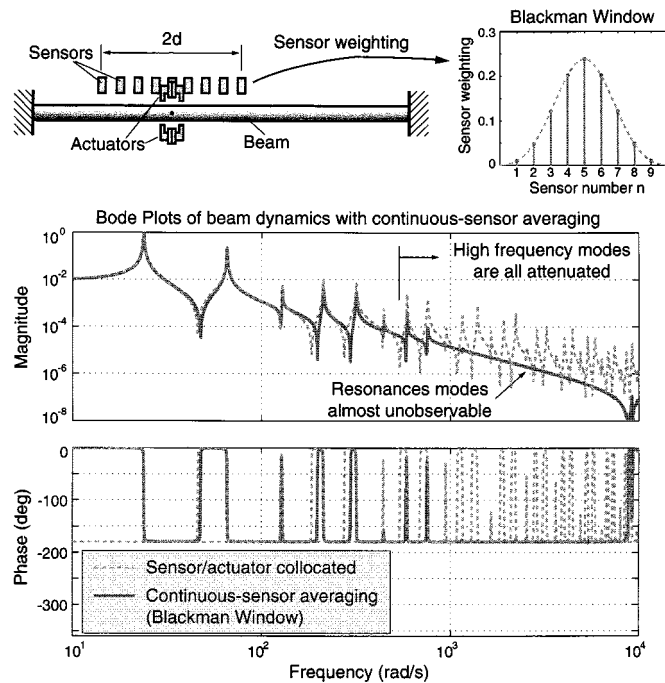 2d
Sensors
Sensor weighting
Actuators
Beam
Blackman Window
Sensor weighting
0.3
0.2
0.1
0
1 2 3 4 5 6 7 8 9
Sensor number n
Bode Plots of beam dynamics with continuous-sensor averaging
Magnitude
10^0
10^-2
10^-4
10^-6
10^-8
High frequency modes
are all attenuated
Resonances modes
almost unobservable
Phase (deg)
0
-100
-200
-300
Sensor/actuator collocated
Continuous-sensor averaging
(Blackman Window)
10^1 10^2 10^3 10^4
Frequency (rad/s)